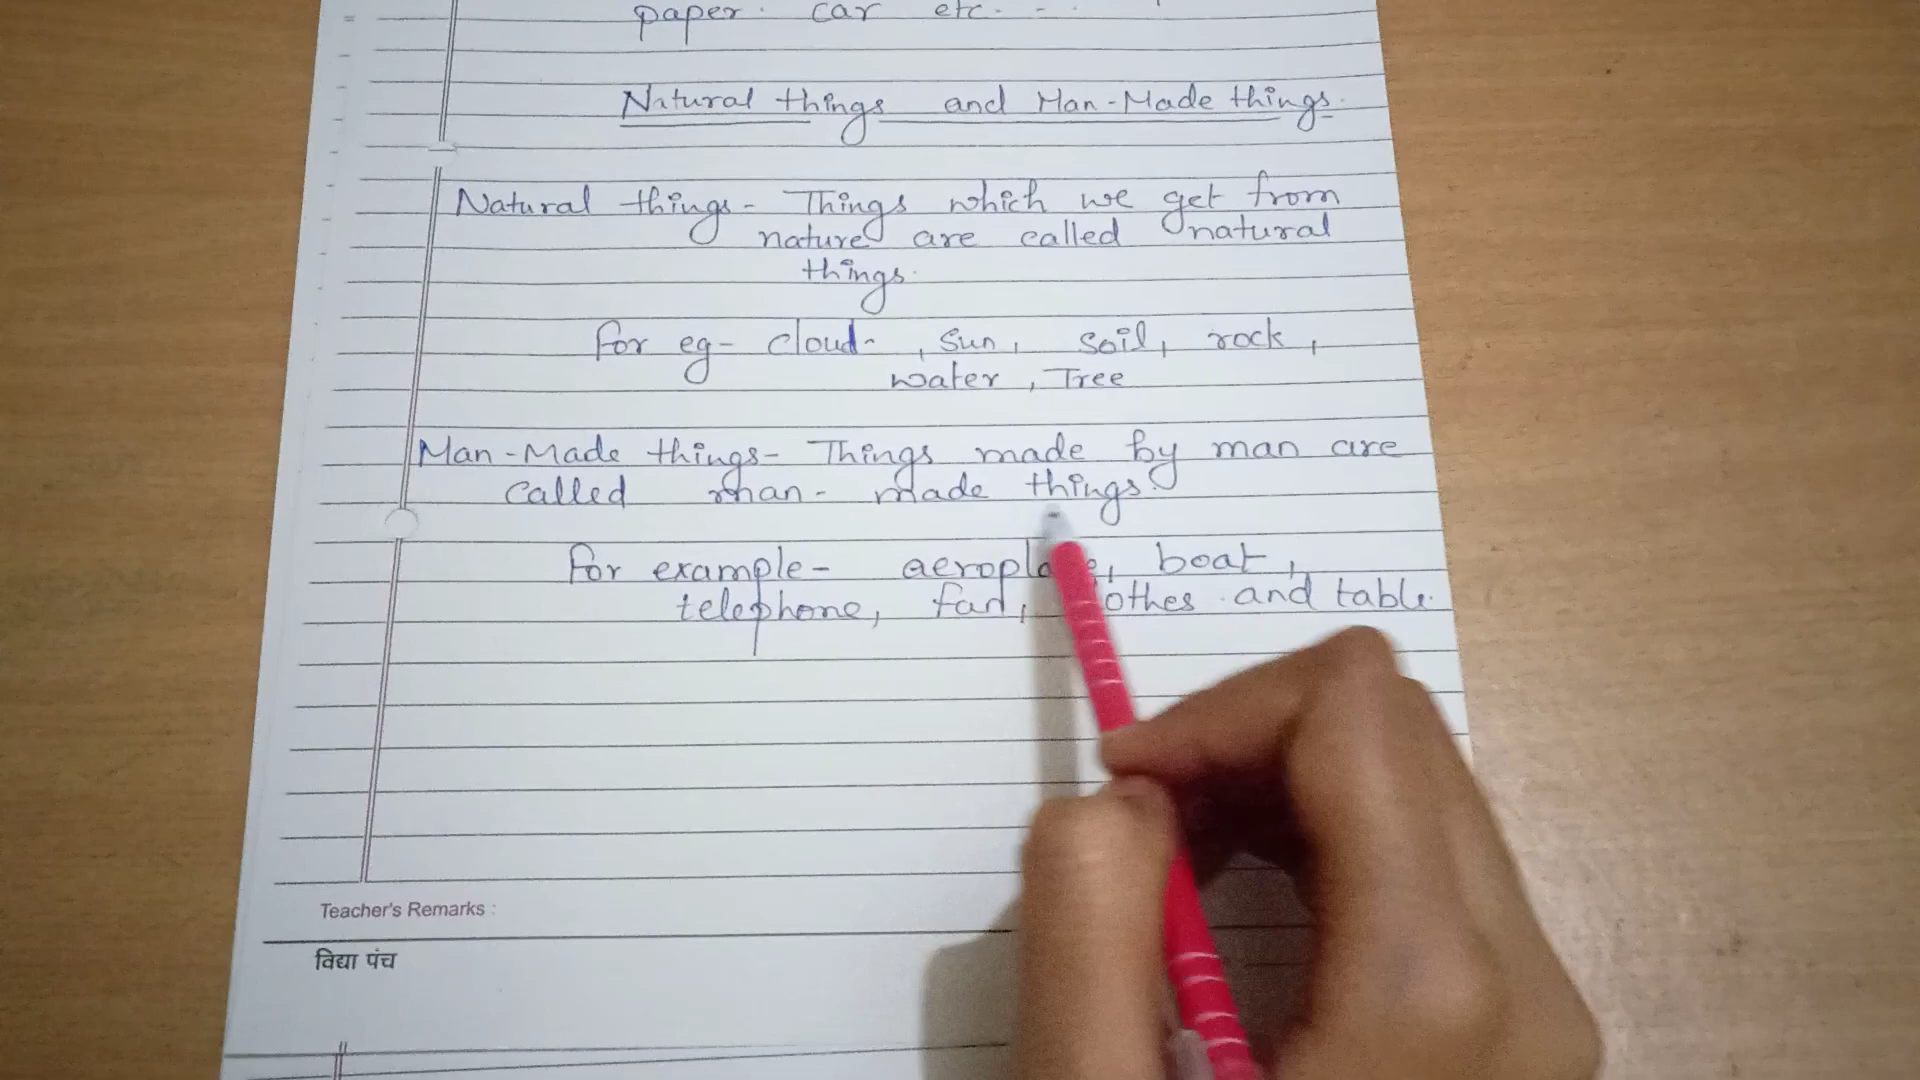 paper. car etc. - .
Natural things and Man-Made things.
Natural things - Things which we get from
nature are called natural
things.
for eg - cloud - , sun, soil, rock,
water, Tree
Man-Made things - Things made by man are
called man- made things.
for example - aeroplane, boat,
telephone, fan, clothes and table.
Teacher's Remarks :
विद्या पंच